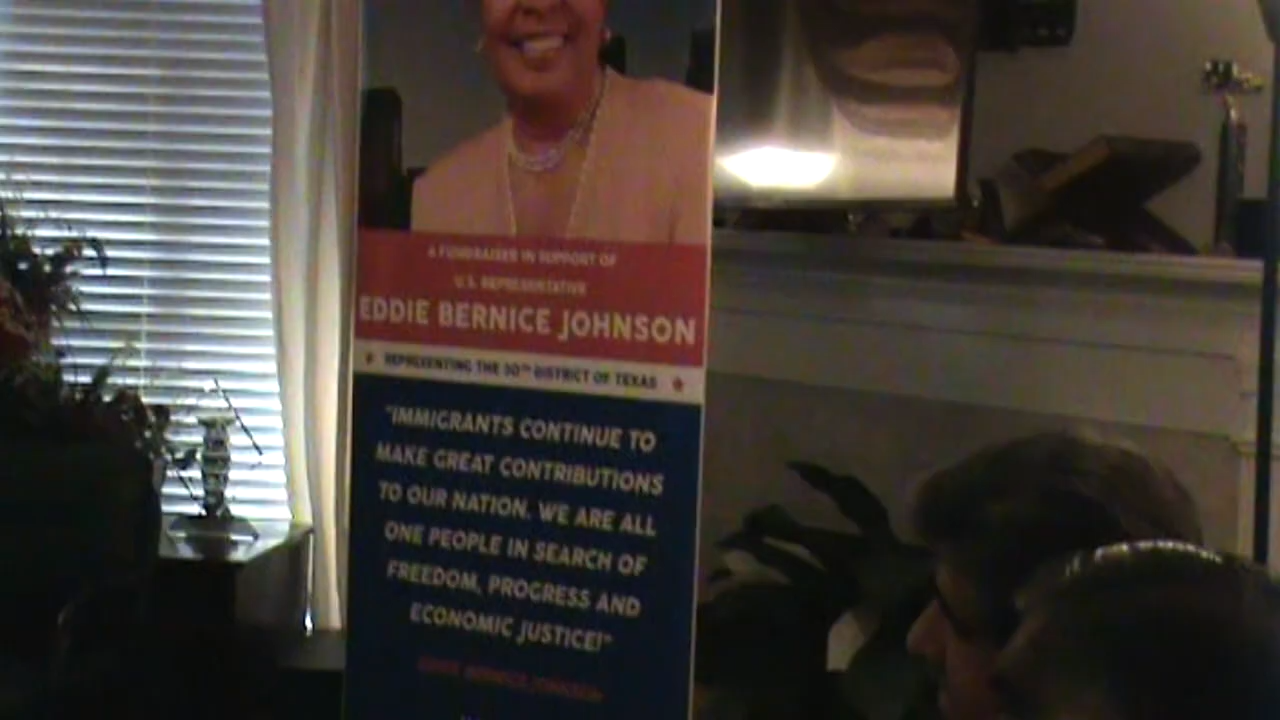 A FUNDRAISER IN SUPPORT OF
U.S. REPRESENTATIVE
EDDIE BERNICE JOHNSON
REPRESENTING THE 30TH DISTRICT OF TEXAS
"IMMIGRANTS CONTINUE TO
MAKE GREAT CONTRIBUTIONS
TO OUR NATION. WE ARE ALL
ONE PEOPLE IN SEARCH OF
FREEDOM, PROGRESS AND
ECONOMIC JUSTICE!"
EDDIE BERNICE JOHNSON